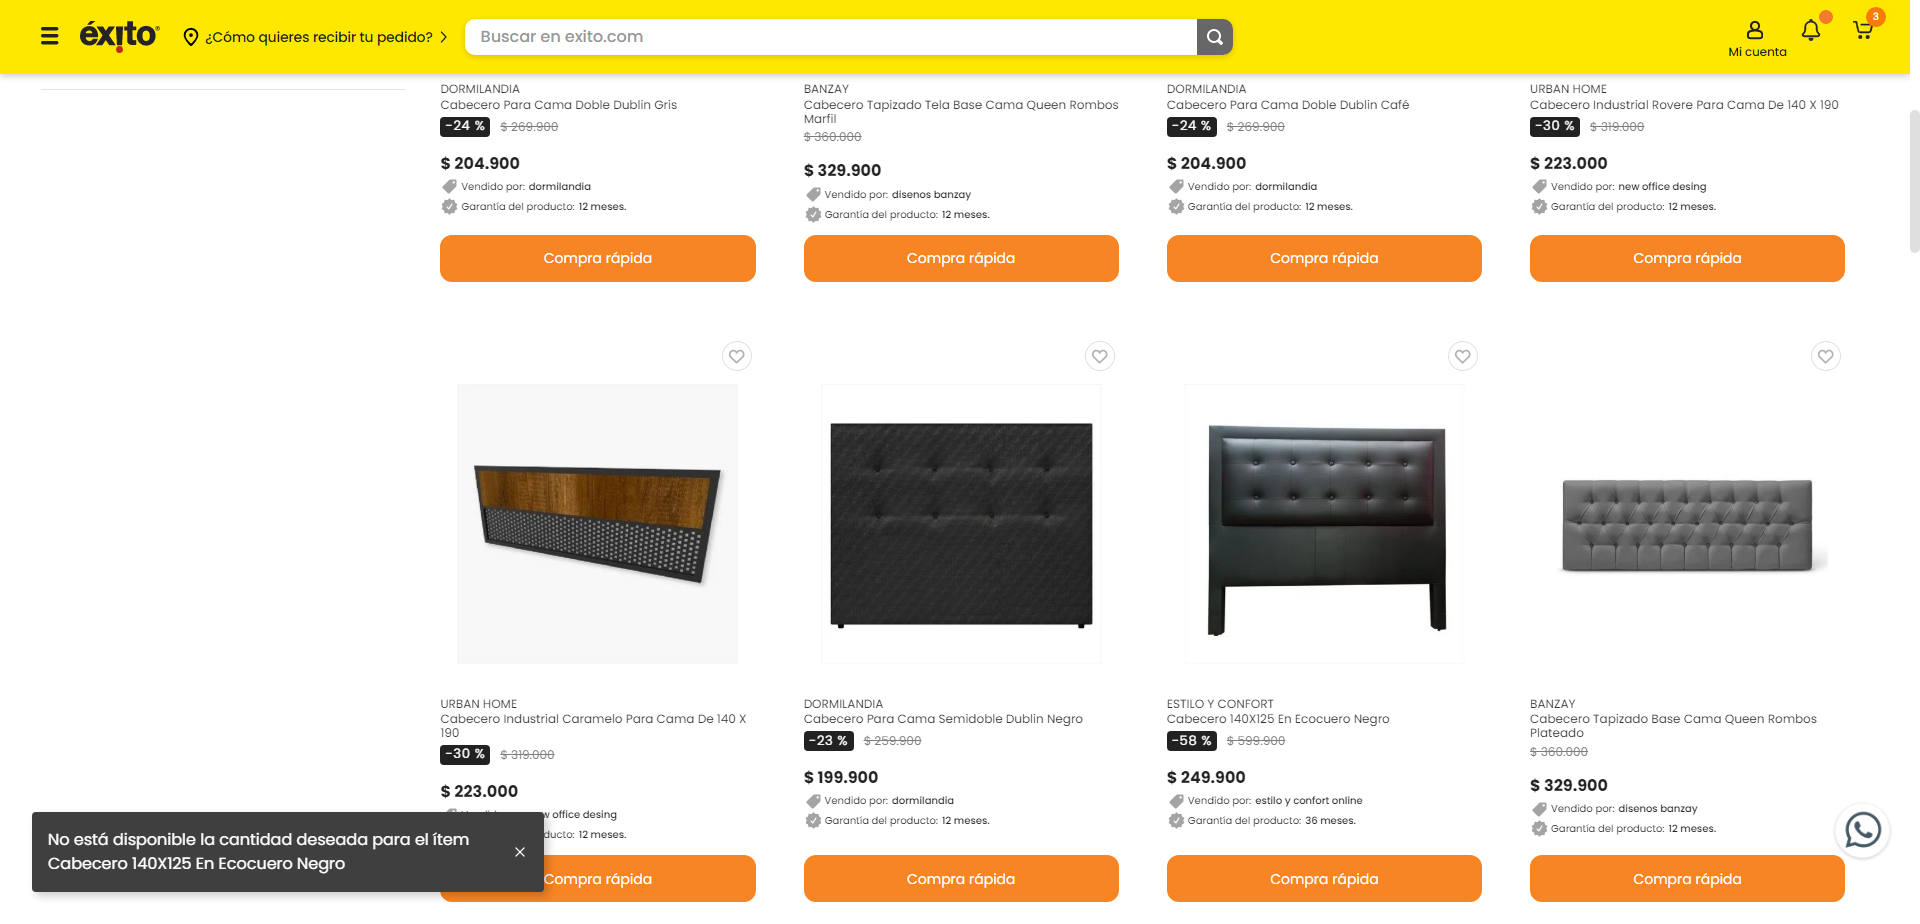 éxito
¿Cómo quieres recibir tu pedido?
Buscar en exito.com
Mi cuenta
3
DORMILANDIA
Cabecero Para Cama Doble Dublin Gris
-24 % $ 269.900
$ 204.900
Vendido por: dormilandia
Garantía del producto: 12 meses.
Compra rápida
BANZAY
Cabecero Tapizado Tela Base Cama Queen Rombos
Marfil
$ 360.000
$ 329.900
Vendido por: disenos banzay
Garantía del producto: 12 meses.
Compra rápida
DORMILANDIA
Cabecero Para Cama Doble Dublin Café
-24 % $ 269.900
$ 204.900
Vendido por: dormilandia
Garantía del producto: 12 meses.
Compra rápida
URBAN HOME
Cabecero Industrial Rovere Para Cama De 140 X 190
-30 % $ 319.000
$ 223.000
Vendido por: new office desing
Garantía del producto: 12 meses.
Compra rápida
URBAN HOME
Cabecero Industrial Caramelo Para Cama De 140 X
190
-30 % $ 319.000
$ 223.000
office desing
12 meses.
Compra rápida
DORMILANDIA
Cabecero Para Cama Semidoble Dublin Negro
-23 % $ 259.900
$ 199.900
Vendido por: dormilandia
Garantía del producto: 12 meses.
Compra rápida
ESTILO Y CONFORT
Cabecero 140X125 En Ecocuero Negro
-58 % $ 599.900
$ 249.900
Vendido por: estilo y confort online
Garantía del producto: 36 meses.
Compra rápida
BANZAY
Cabecero Tapizado Base Cama Queen Rombos
Plateado
$ 360.000
$ 329.900
Vendido por: disenos banzay
Garantía del producto: 12 meses.
Compra rápida
No está disponible la cantidad deseada para el ítem
Cabecero 140X125 En Ecocuero Negro